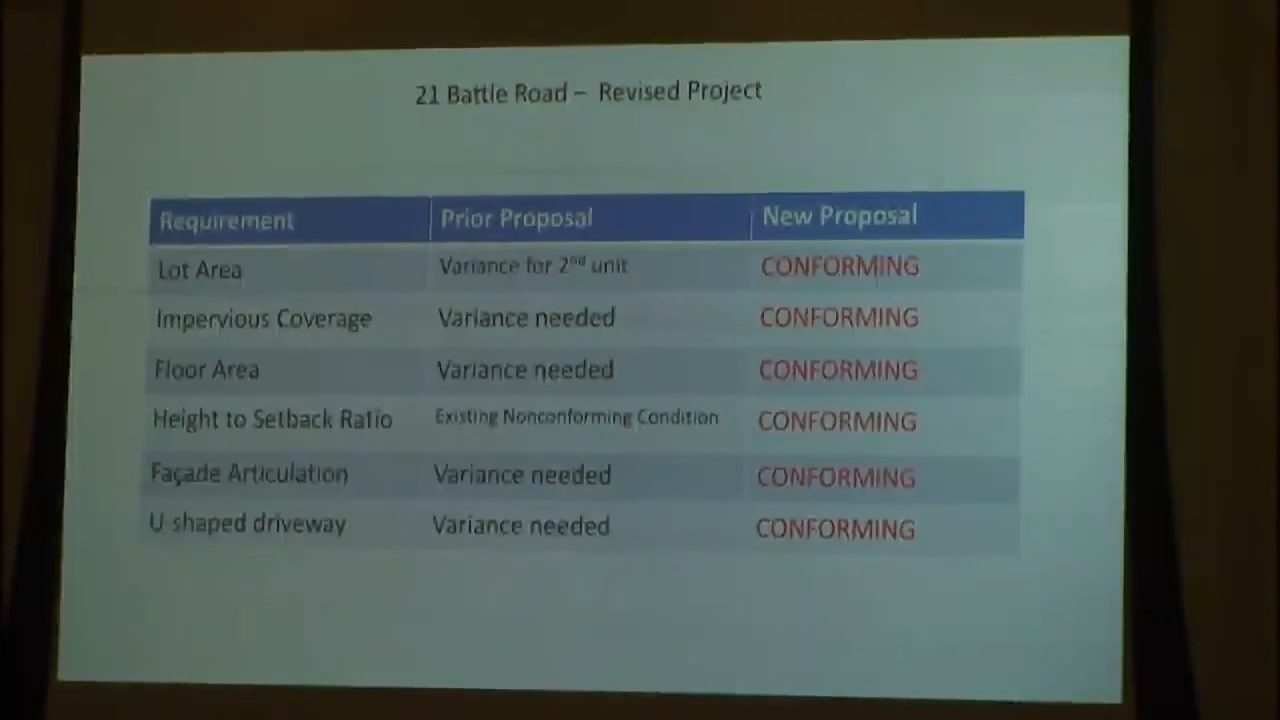 21 Battle Road – Revised Project
Requirement Prior Proposal New Proposal
Lot Area Variance for 2nd unit CONFORMING
Impervious Coverage Variance needed CONFORMING
Floor Area Variance needed CONFORMING
Height to Setback Ratio Existing Nonconforming Condition CONFORMING
Façade Articulation Variance needed CONFORMING
U shaped driveway Variance needed CONFORMING